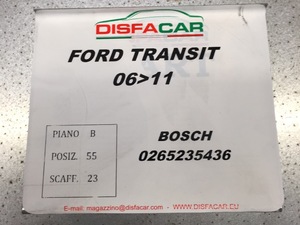 DISFACAR
FORD TRANSIT
06>11
PIANO B
POSIZ. 55
SCAFF. 23
BOSCH
0265235436
E-mail: magazzino@disfacar.com - WWW.DISFACAR.EU